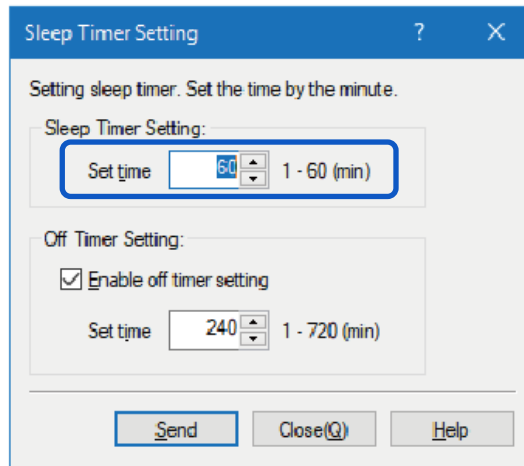 Sleep Timer Setting ? ×
Setting sleep timer. Set the time by the minute.
Sleep Timer Setting:
Set time 60 1 - 60 (min)
Off Timer Setting:
Enable off timer setting
Set time 240 1 - 720 (min)
Send Close(Q) Help